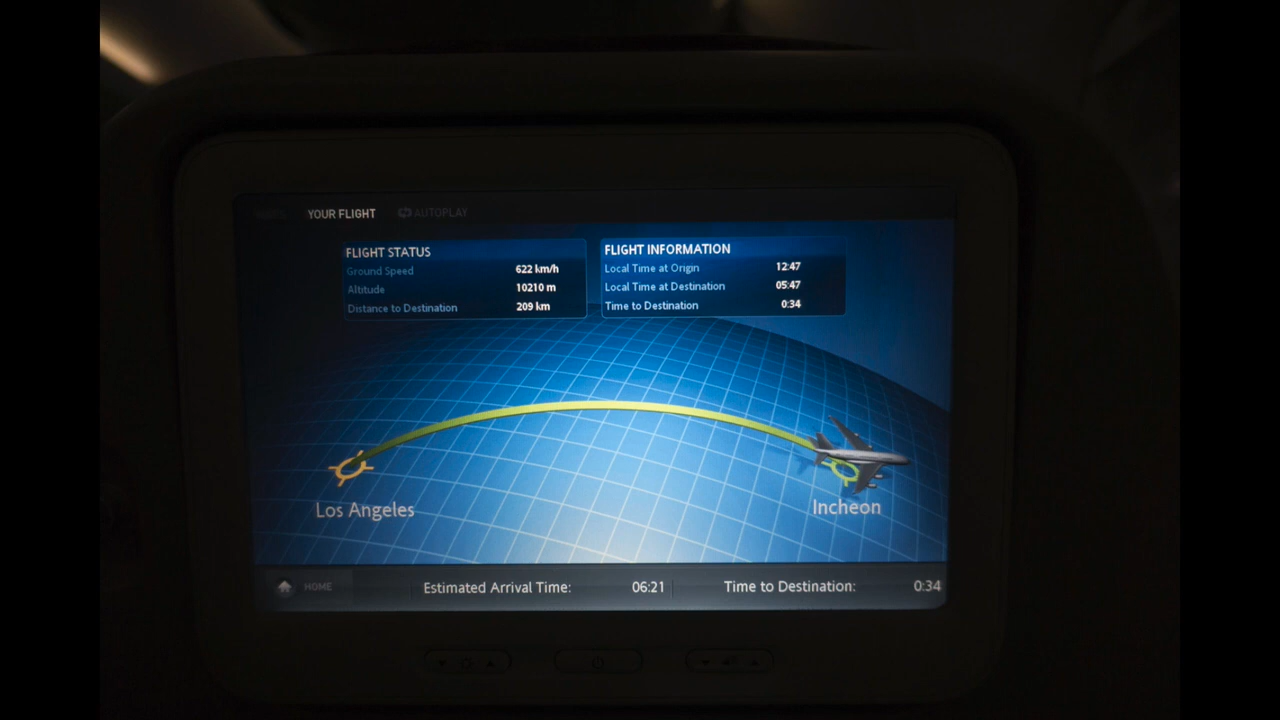 YOUR FLIGHT AUTOPLAY
FLIGHT STATUS
Ground Speed 622 km/h
Altitude 10210 m
Distance to Destination 209 km
FLIGHT INFORMATION
Local Time at Origin 12:47
Local Time at Destination 05:47
Time to Destination 0:34
Los Angeles
Incheon
HOME Estimated Arrival Time: 06:21 Time to Destination: 0:34